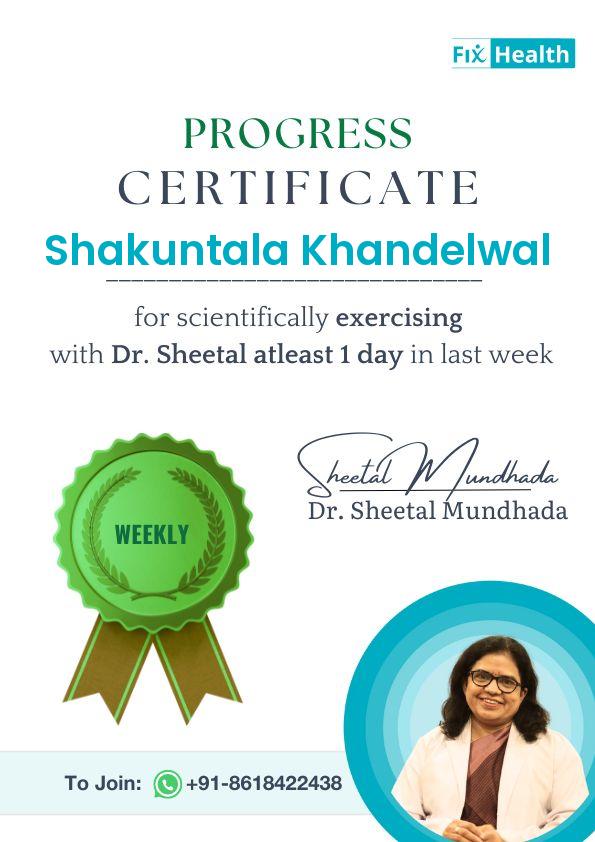 Fix Health
PROGRESS
CERTIFICATE
Shakuntala Khandelwal
for scientifically exercising
with Dr. Sheetal atleast 1 day in last week
Sheetal Mundhada
Dr. Sheetal Mundhada
WEEKLY
To Join: +91-8618422438